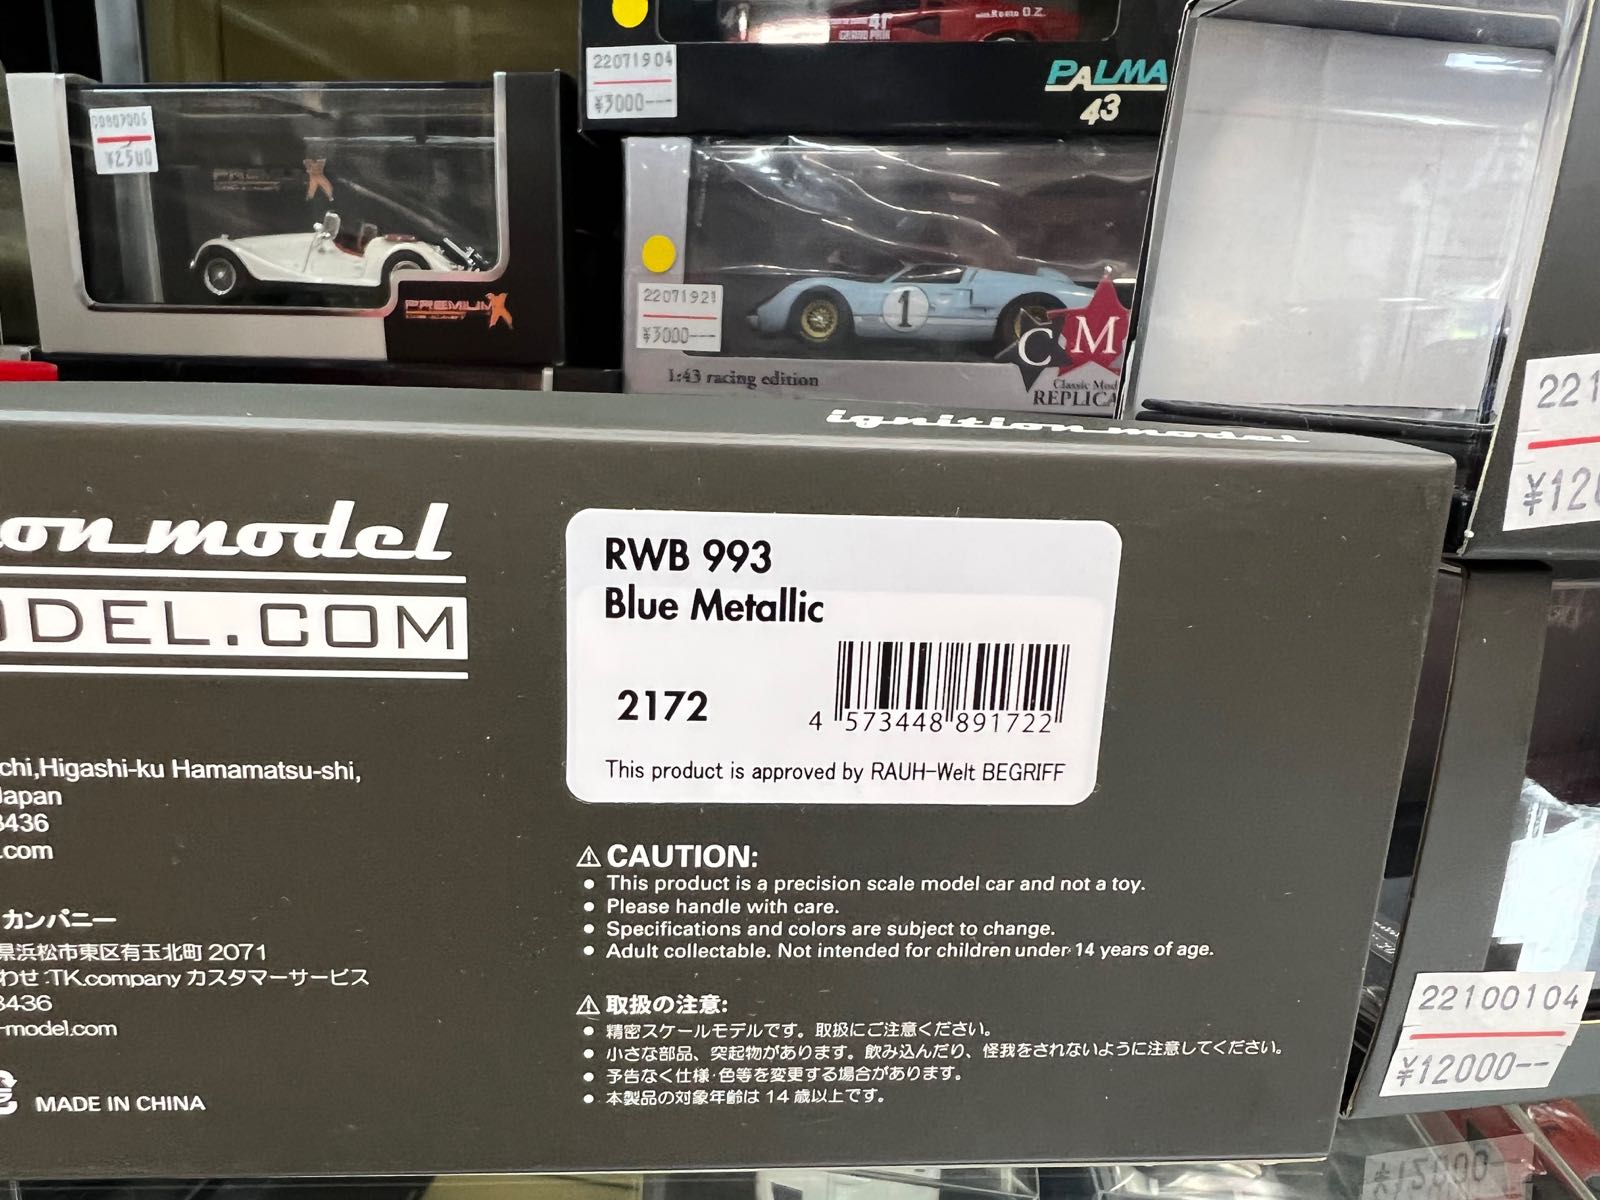 41
GRAND PRIX
22071904
¥3000---
PALMA
43
C0807006
¥2500
PREMIUM X
PREMIUM X
1
22071921
¥3000---
1:43 racing edition
C M
Classic Mod
REPLICA
221
¥120
ignition model
on model
ODEL.COM
RWB 993
Blue Metallic
2172
4 573448 891722
This product is approved by RAUH-Welt BEGRIFF
chi,Higashi-ku Hamamatsu-shi,
Japan
3436
.com
カンパニー
県浜松市東区有玉北町 2071
わせ :TK.company カスタマーサービス
3436
-model.com
MADE IN CHINA
⚠ CAUTION:
● This product is a precision scale model car and not a toy.
● Please handle with care.
● Specifications and colors are subject to change.
● Adult collectable. Not intended for children under 14 years of age.
⚠ 取扱の注意:
● 精密スケールモデルです。取扱にご注意ください。
● 小さな部品、突起物があります。飲み込んだり、怪我をされないように注意してください。
● 予告なく仕様・色等を変更する場合があります。
● 本製品の対象年齢は 14 歳以上です。
22100104
¥12000--
¥15000-